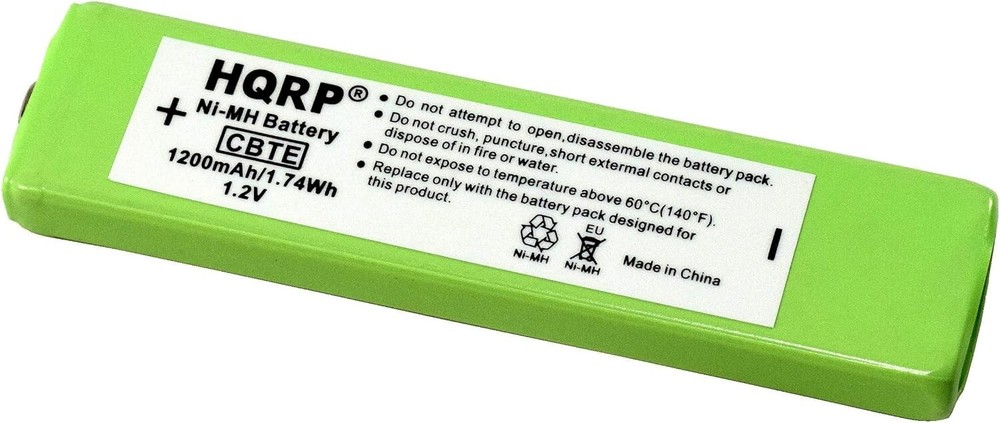 HQRP®
+
Ni-MH Battery
CBTE
1200mAh/1.74Wh
1.2V
• Do not attempt to open,disassemble the battery pack.
• Do not crush, puncture,short external contacts or
dispose of in fire or water.
• Do not expose to temperature above 60°C(140°F).
• Replace only with the battery pack designed for
this product.
Ni-MH
EU
Ni-MH
Made in China
−